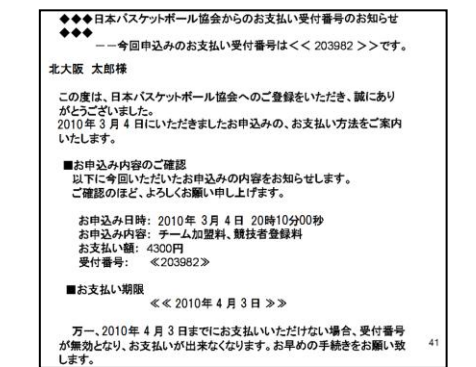 ◆◆◆日本バスケットボール協会からのお支払い受付番号のお知らせ
◆◆◆
－－今回申込みのお支払い受付番号は＜＜ 203982 ＞＞です。
北大阪 太郎様
この度は、日本バスケットボール協会へのご登録をいただき、誠にあり
がとうございました。
2010年 3 月 4 日にいただきましたお申込みの、お支払い方法をご案内
いたします。
■お申込み内容のご確認
以下に今回いただいたお申込みの内容をお知らせします。
ご確認のほど、よろしくお願い申し上げます。
お申込み日時: 2010年 3月 4日 20時10分00秒
お申込み内容: チーム加盟料、競技者登録料
お支払い額: 4300円
受付番号: ≪203982≫
■お支払い期限
≪≪ 2010年 4 月 3 日 ≫≫
万一、2010年 4 月 3 日までにお支払いいただけない場合、受付番号
が無効となり、お支払いが出来なくなります。お早めの手続きをお願い致
します。
41